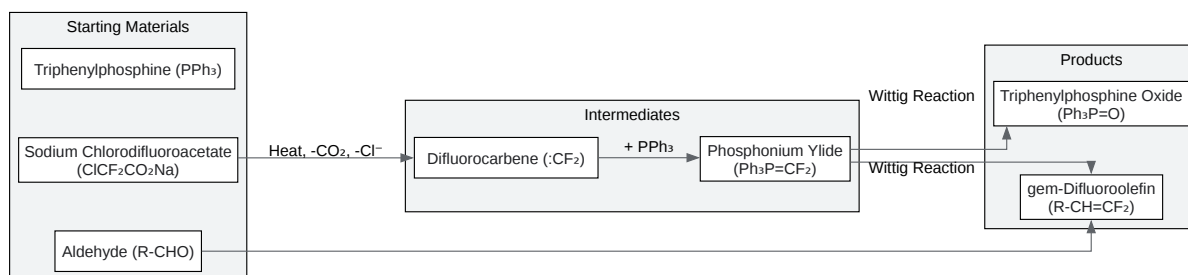 Starting Materials
Triphenylphosphine (PPh₃)
Sodium Chlorodifluoroacetate
(ClCF₂CO₂Na)
Aldehyde (R-CHO)
Heat, -CO₂, -Cl⁻
Intermediates
Difluorocarbene (:CF₂)
+ PPh₃
Phosphonium Ylide
(Ph₃P=CF₂)
Wittig Reaction
Wittig Reaction
Products
Triphenylphosphine Oxide
(Ph₃P=O)
gem-Difluoroolefin
(R-CH=CF₂)